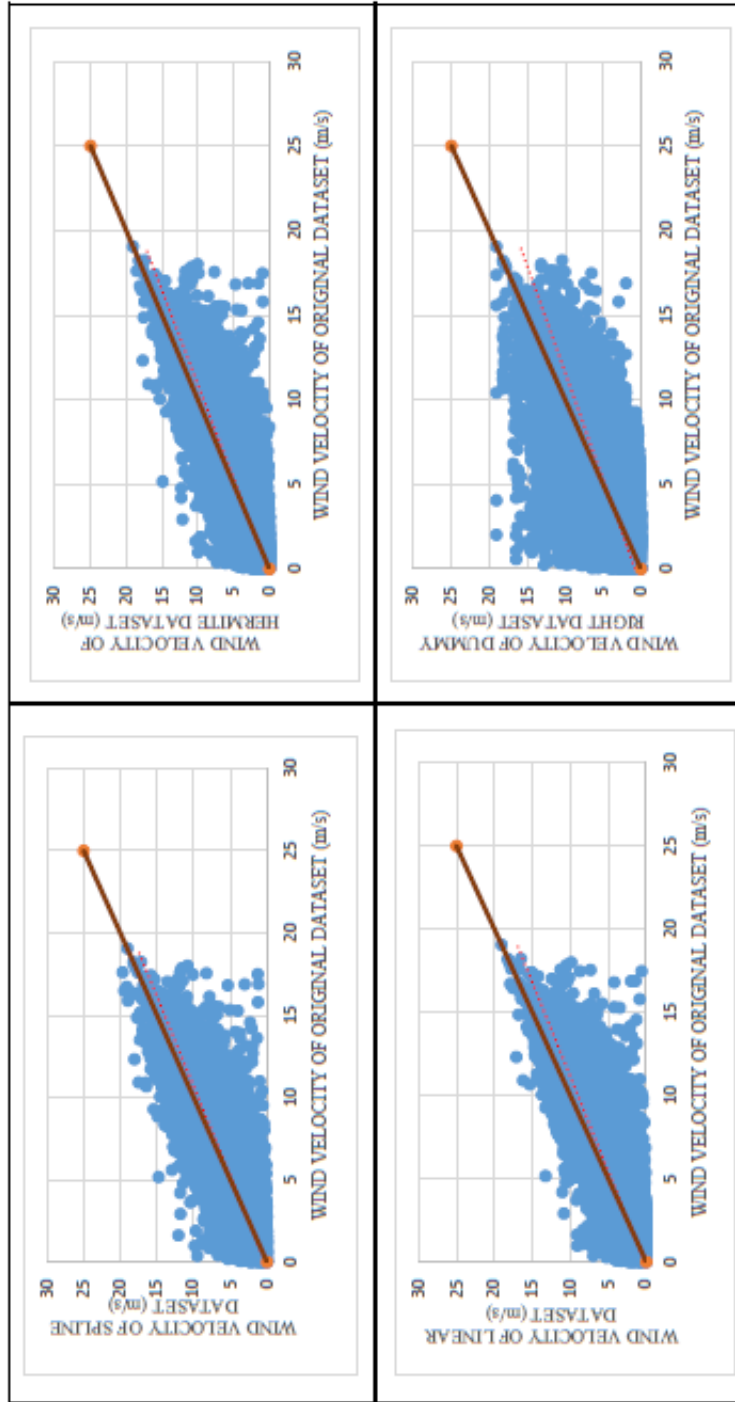 WIND VELOCITY OF SPLINE
DATASET (m/s)
30
25
20
15
10
5
0
0 5 10 15 20 25 30
WIND VELOCITY OF ORIGINAL DATASET (m/s)
WIND VELOCITY OF
HERMITE DATASET (m/s)
30
25
20
15
10
5
0
0 5 10 15 20 25 30
WIND VELOCITY OF ORIGINAL DATASET (m/s)
WIND VELOCITY OF LINEAR
DATASET (m/s)
30
25
20
15
10
5
0
0 5 10 15 20 25 30
WIND VELOCITY OF ORIGINAL DATASET (m/s)
WIND VELOCITY OF DUMMY
RIGHT DATASET (m/s)
30
25
20
15
10
5
0
0 5 10 15 20 25 30
WIND VELOCITY OF ORIGINAL DATASET (m/s)